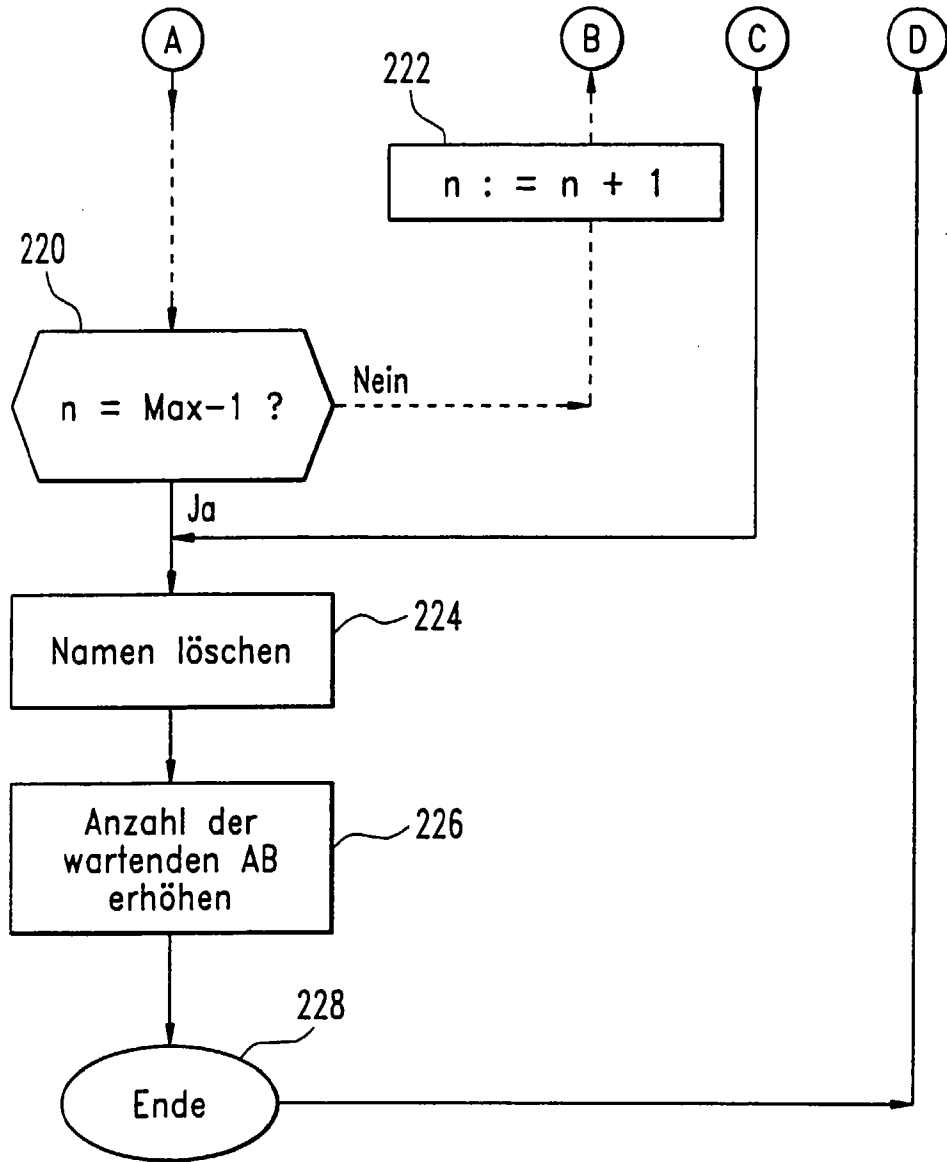 A
B
C
D
222
n : = n + 1
220
n = Max-1 ?
Nein
Ja
224
Namen löschen
Anzahl der
wartenden AB
erhöhen
226
228
Ende